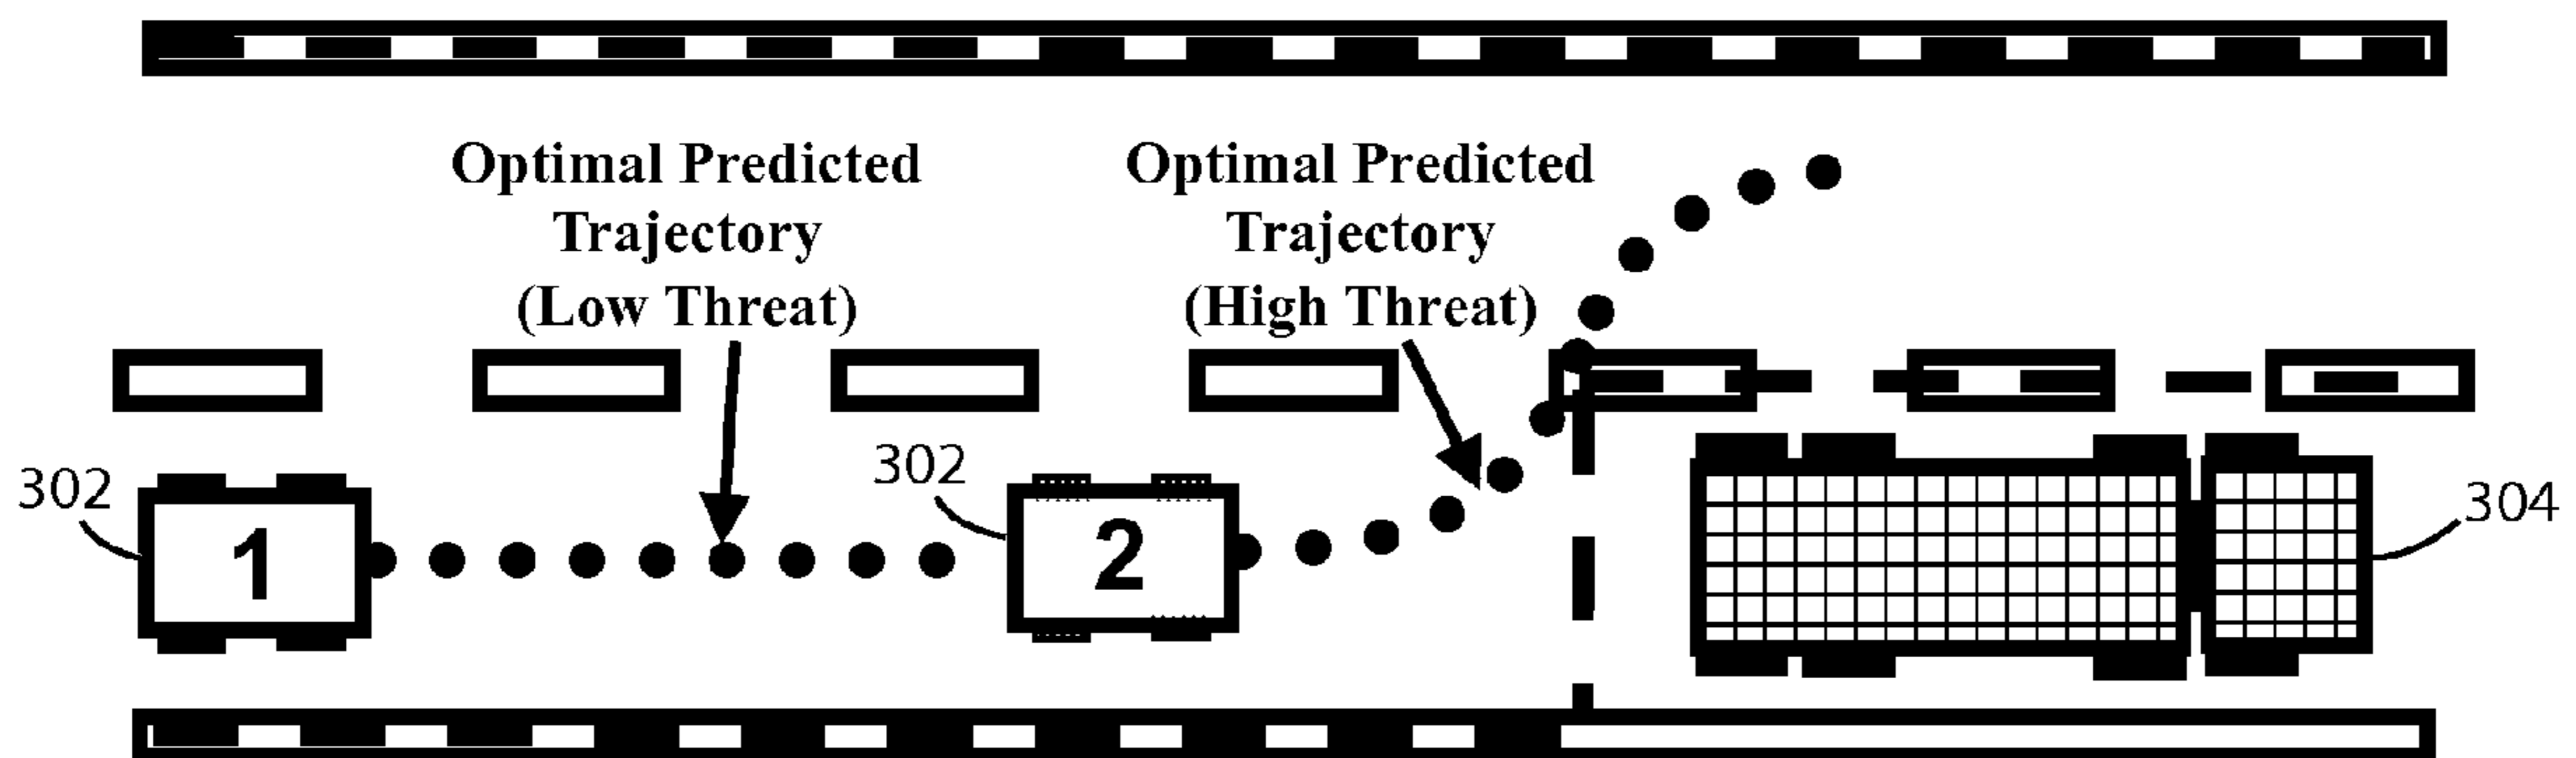 Optimal Predicted
Trajectory
(Low Threat)
Optimal Predicted
Trajectory
(High Threat)
302
1
302
2
304